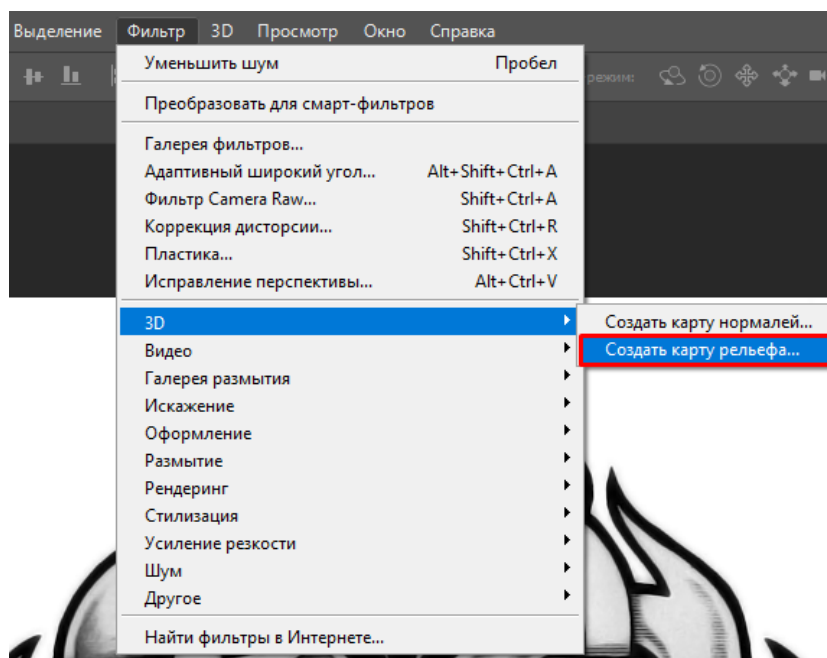 Выделение Фильтр 3D Просмотр Окно Справка
режим:
Уменьшить шум Пробел
Преобразовать для смарт-фильтров
Галерея фильтров...
Адаптивный широкий угол... Alt+Shift+Ctrl+A
Фильтр Camera Raw... Shift+Ctrl+A
Коррекция дисторсии... Shift+Ctrl+R
Пластика... Shift+Ctrl+X
Исправление перспективы... Alt+Ctrl+V
3D
Создать карту нормалей...
Создать карту рельефа...
Видео
Галерея размытия
Искажение
Оформление
Размытие
Рендеринг
Стилизация
Усиление резкости
Шум
Другое
Найти фильтры в Интернете...